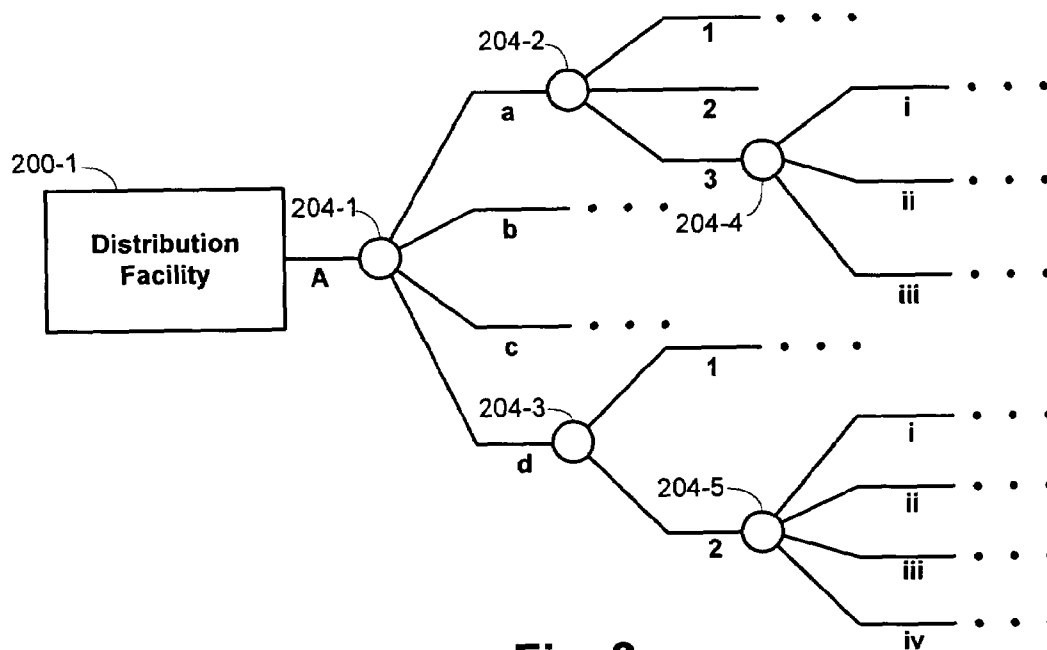 1
204-2
i
a
2
200-1
3
ii
204-1
204-4
b
Distribution
Facility
A
iii
c
1
204-3
i
d
204-5
ii
2
iii
iv